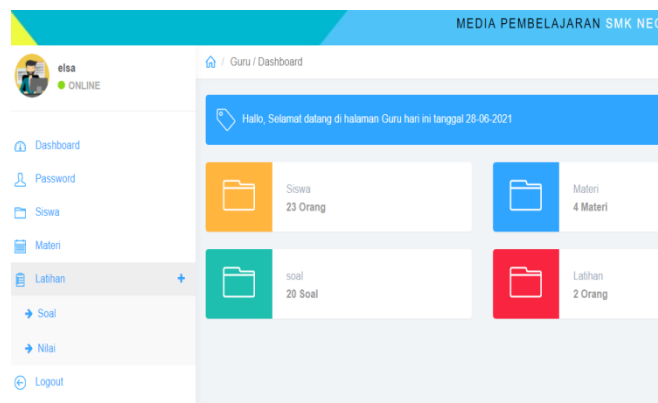 MEDIA PEMBELAJARAN SMK
elsa
ONLINE
Guru / Dashboard
Hallo, Selamat datang di halaman Guru hari ini tanggal 28-06-2021
Dashboard
Password
Siswa
Materi
Latihan +
Soal
Nilai
Logout
Siswa
23 Orang
Materi
4 Materi
soal
20 Soal
Latihan
2 Orang